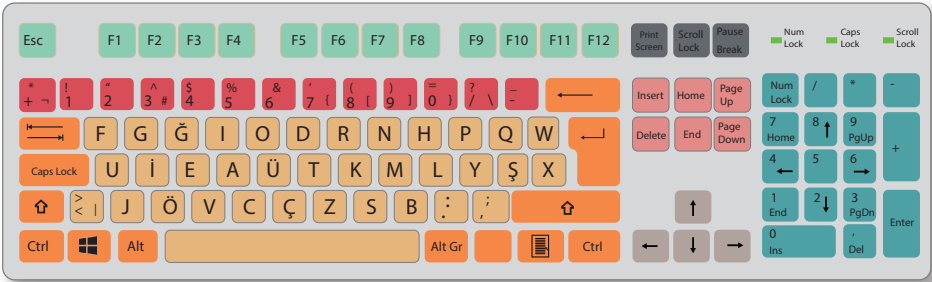 Esc F1 F2 F3 F4 F5 F6 F7 F8 F9 F10 F11 F12 Print Screen Scroll Lock Pause Break Num Lock Caps Lock Scroll Lock
* ! " ^ $ % & ' ( ) = ? _
+ ¬ 1 2 3 # 4 5 6 7 { 8 [ 9 ] 0 } / \ - Insert Home Page Up Num Lock / * -
F G Ğ I O D R N H P Q W Delete End Page Down 7 Home 8 9 PgUp +
Caps Lock U İ E A Ü T K M L Y Ş X 4 5 6
> < | J Ö V C Ç Z S B : . ; , 1 End 2 3 PgDn Enter
Ctrl Alt Alt Gr Ctrl 0 Ins , Del